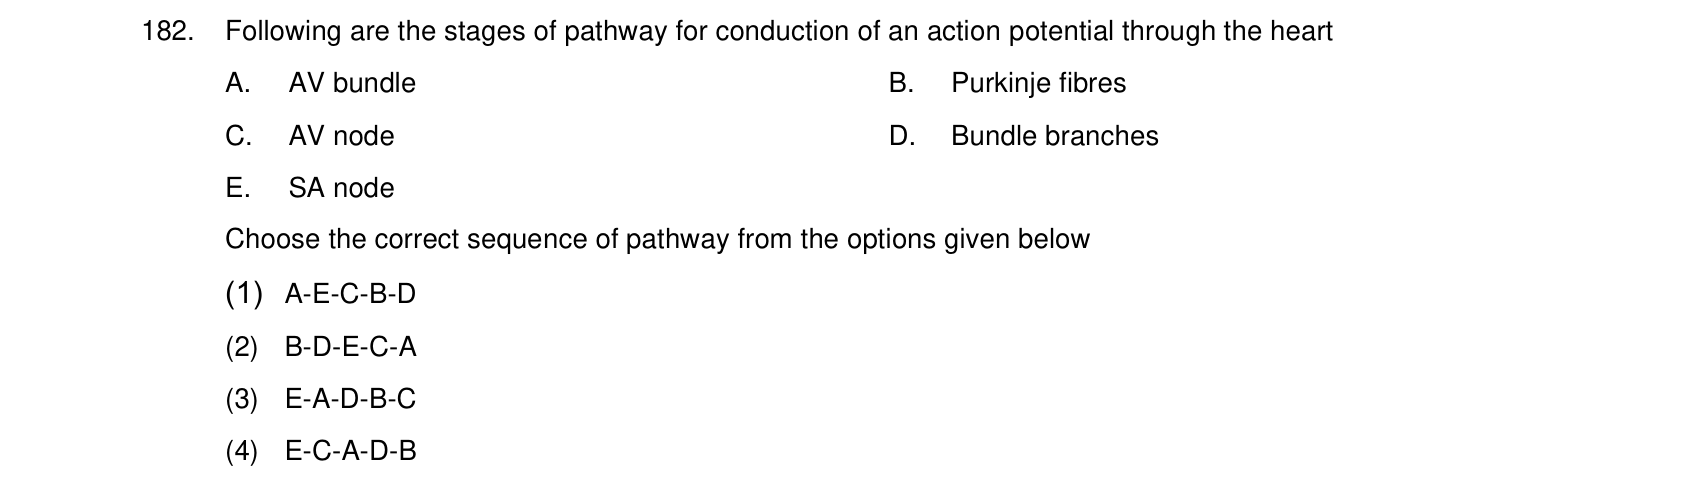 182. Following are the stages of pathway for conduction of an action potential through the heart
A. AV bundle B. Purkinje fibres
C. AV node D. Bundle branches
E. SA node
Choose the correct sequence of pathway from the options given below
(1) A-E-C-B-D
(2) B-D-E-C-A
(3) E-A-D-B-C
(4) E-C-A-D-B